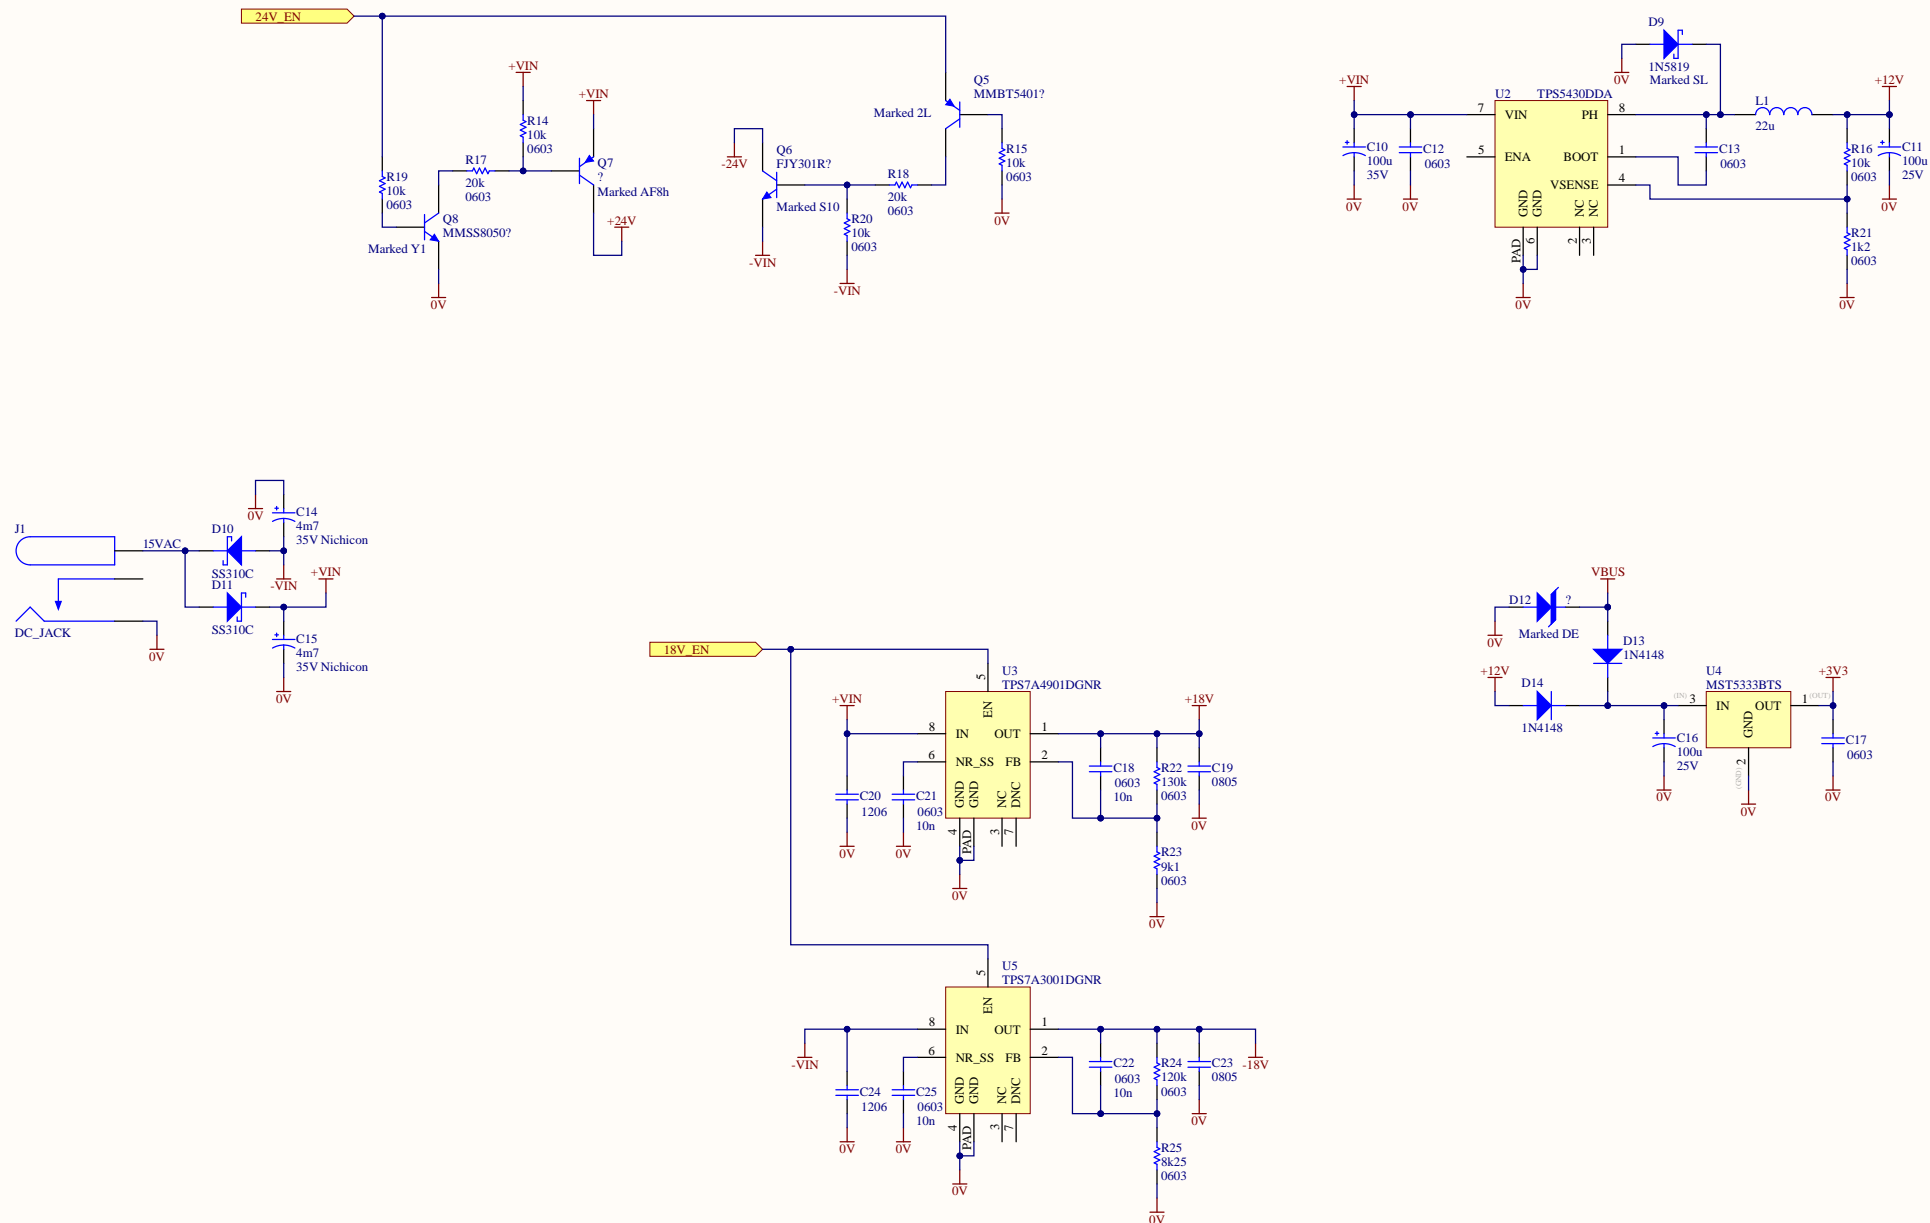 24V_EN
+VIN
R14
10k
0603
+VIN
R17
20k
0603
Q7
?
Marked AF8h
+24V
R19
10k
0603
Q8
MMSS8050?
Marked Y1
0V
Q5
MMBT5401?
Marked 2L
R15
10k
0603
0V
-24V
Q6
FJY301R?
Marked S10
R18
20k
0603
R20
10k
0603
-VIN
-VIN
D9
1N5819
Marked SL
0V
+VIN
C10
100u
35V
0V
C12
0603
0V
U2
TPS5430DDA
7
VIN
PH
8
5
ENA
BOOT
1
VSENSE
4
GND
GND
NC
NC
PAD
6
2
3
0V
C13
0603
L1
22u
+12V
R16
10k
0603
C11
100u
25V
0V
R21
1k2
0603
0V
J1
15VAC
DC_JACK
0V
D10
SS310C
D11
SS310C
0V
C14
4m7
35V Nichicon
-VIN
+VIN
C15
4m7
35V Nichicon
0V
18V_EN
U3
TPS7A4901DGNR
5
EN
+VIN
8
IN
OUT
1
6
NR_SS
FB
2
GND
GND
NC
DNC
4
PAD
3
7
0V
C20
1206
0V
C21
0603
10n
0V
C18
0603
10n
R22
130k
0603
+18V
C19
0805
0V
R23
9k1
0603
0V
U5
TPS7A3001DGNR
5
EN
-VIN
8
IN
OUT
1
6
NR_SS
FB
2
GND
GND
NC
DNC
4
PAD
3
7
0V
C24
1206
0V
C25
0603
10n
0V
C22
0603
10n
R24
120k
0603
C23
0805
0V
-18V
R25
8k25
0603
0V
VBUS
D12
?
Marked DE
0V
D13
1N4148
+12V
D14
1N4148
C16
100u
25V
0V
U4
MST5333BTS
(IN)
3
IN
OUT
1
(OUT)
GND
2
(GND)
0V
+3V3
C17
0603
0V